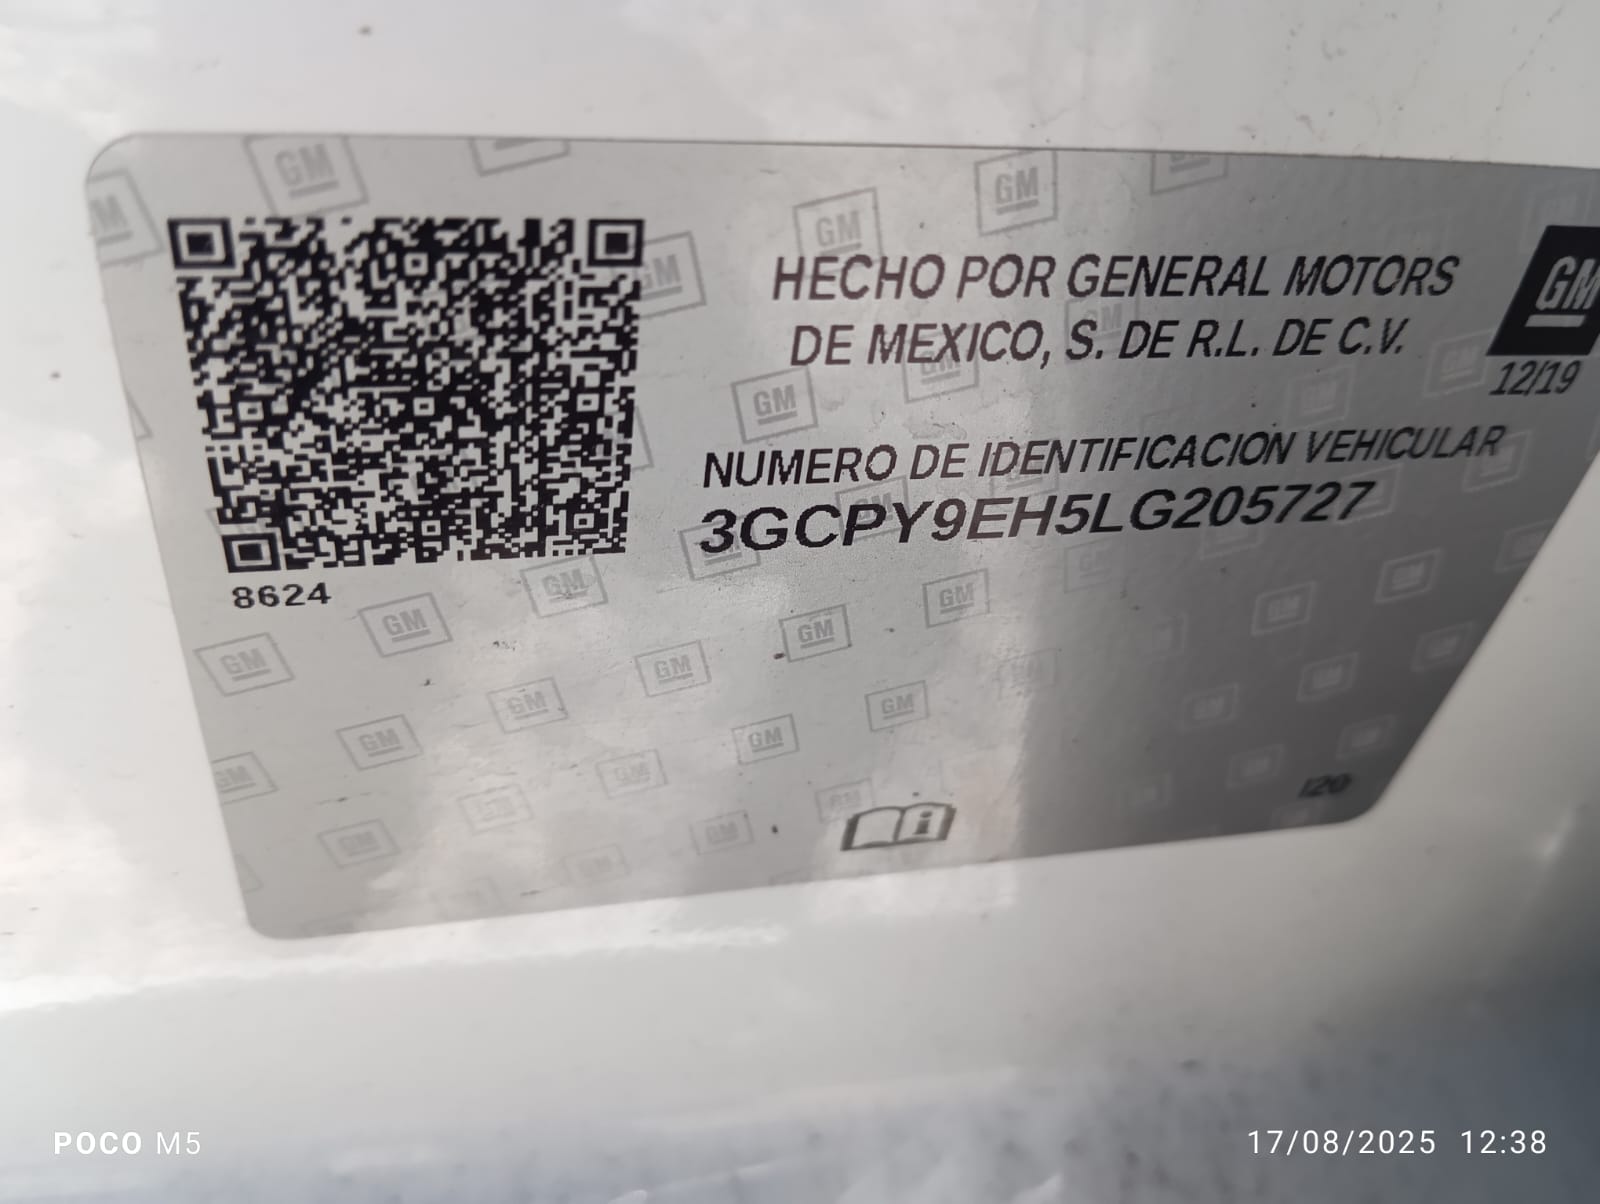 HECHO POR GENERAL MOTORS
DE MEXICO, S. DE R.L. DE C.V.
GM
12/19
NUMERO DE IDENTIFICACION VEHICULAR
3GCPY9EH5LG205727
8624
120
POCO M5
17/08/2025 12:38